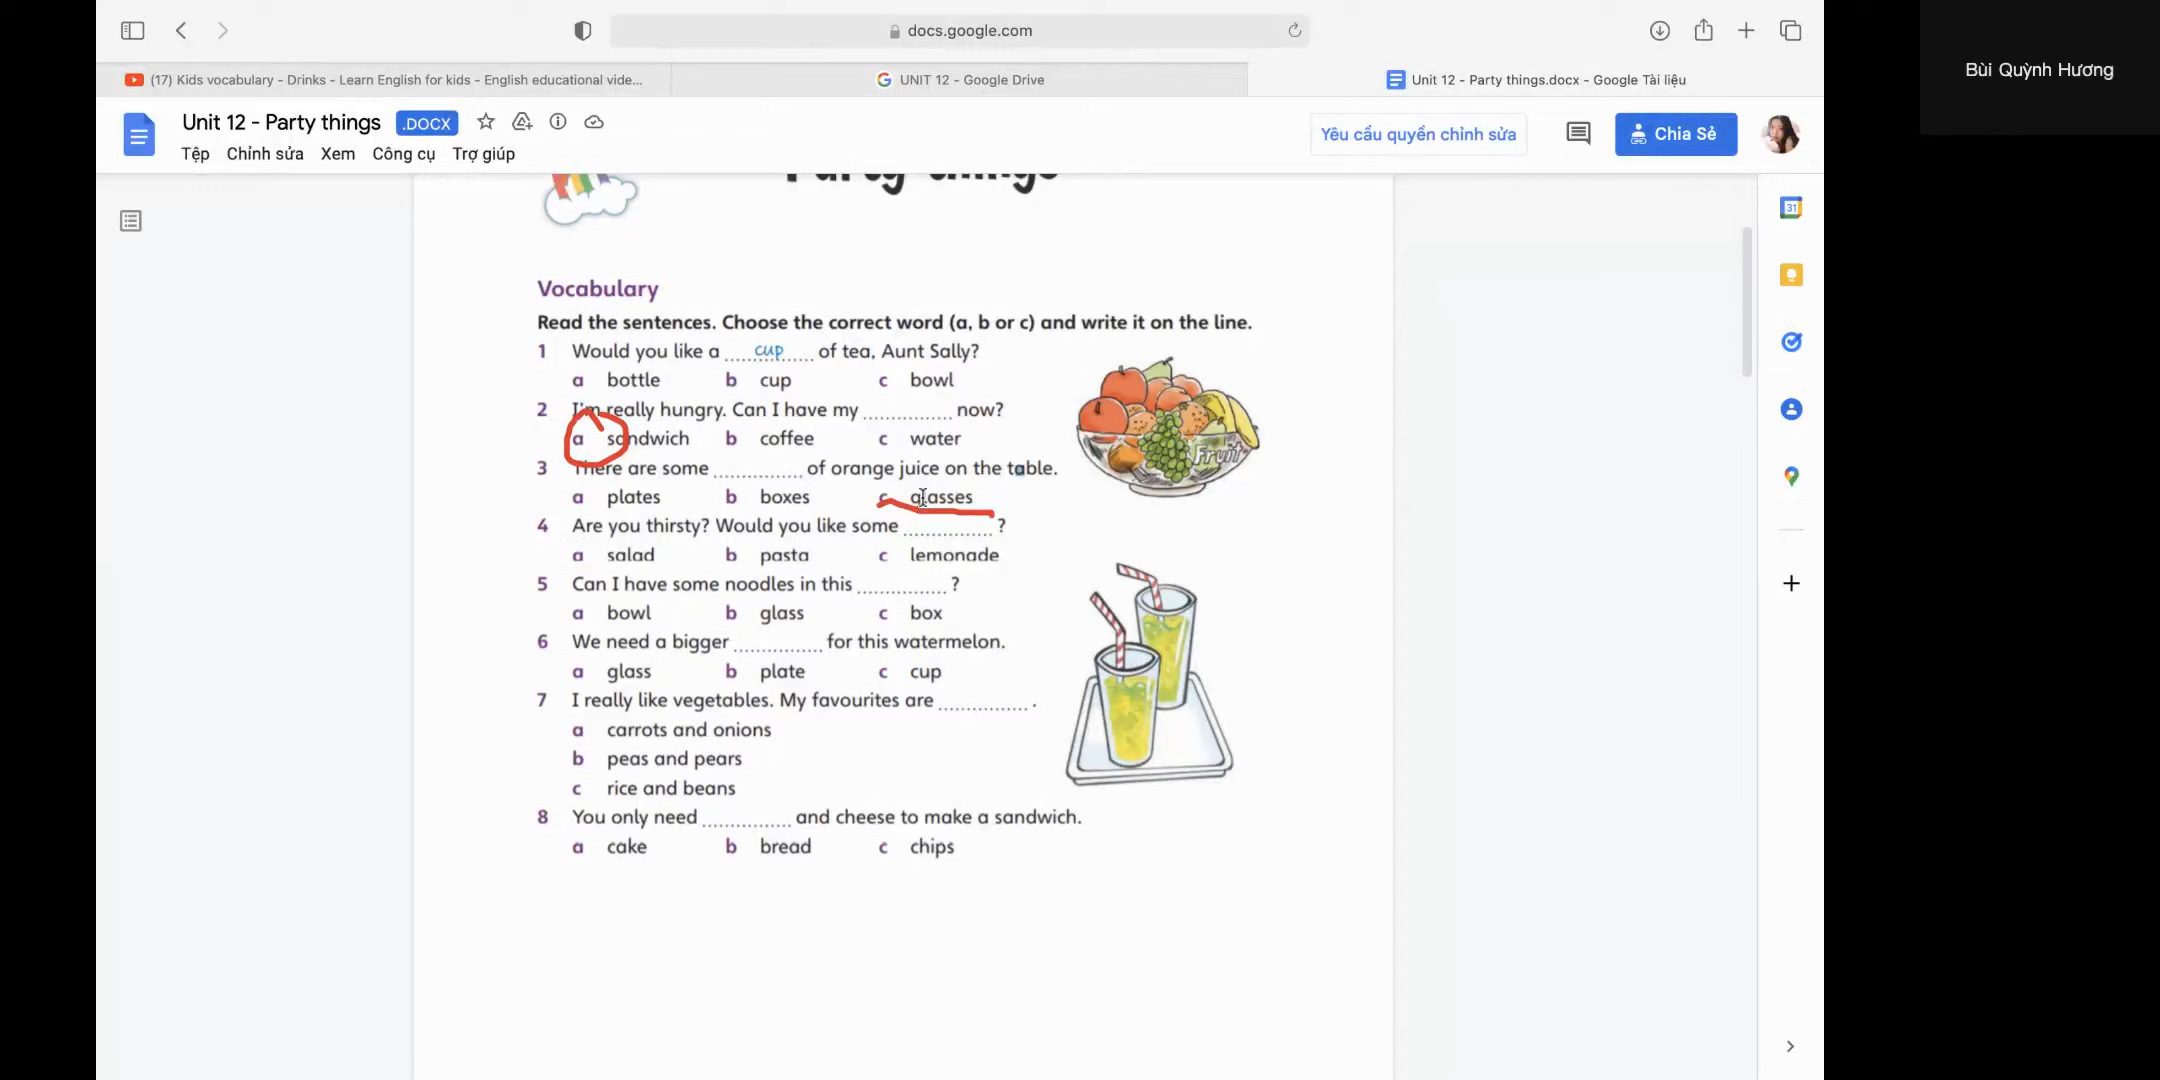 docs.google.com
Bùi Quỳnh Hương
(17) Kids vocabulary - Drinks - Learn English for kids - English educational vide...
UNIT 12 - Google Drive
Unit 12 - Party things.docx - Google Tài liệu
Unit 12 - Party things .DOCX
Yêu cầu quyền chỉnh sửa
Chia Sẻ
Tệp Chỉnh sửa Xem Công cụ Trợ giúp
Party things
31
Vocabulary
Read the sentences. Choose the correct word (a, b or c) and write it on the line.
1 Would you like a ....cup.... of tea, Aunt Sally?
a bottle b cup c bowl
2 I'm really hungry. Can I have my .............. now?
a sandwich b coffee c water
Fruit
3 There are some .............. of orange juice on the table.
a plates b boxes c glasses
4 Are you thirsty? Would you like some .............. ?
a salad b pasta c lemonade
5 Can I have some noodles in this .............. ?
a bowl b glass c box
6 We need a bigger .............. for this watermelon.
a glass b plate c cup
7 I really like vegetables. My favourites are .............. .
a carrots and onions
b peas and pears
c rice and beans
8 You only need .............. and cheese to make a sandwich.
a cake b bread c chips